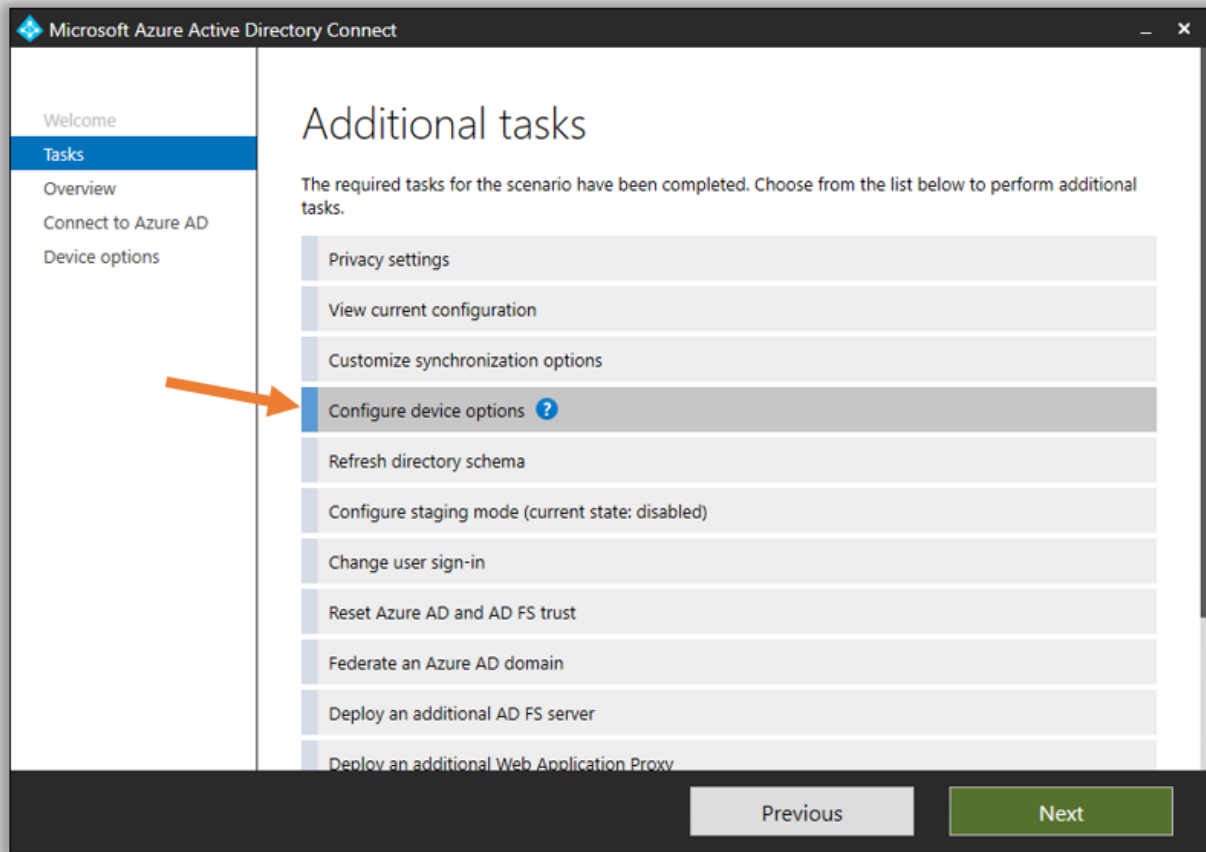 Microsoft Azure Active Directory Connect
Welcome
Tasks
Overview
Connect to Azure AD
Device options
Additional tasks
The required tasks for the scenario have been completed. Choose from the list below to perform additional
tasks.
Privacy settings
View current configuration
Customize synchronization options
Configure device options ?
Refresh directory schema
Configure staging mode (current state: disabled)
Change user sign-in
Reset Azure AD and AD FS trust
Federate an Azure AD domain
Deploy an additional AD FS server
Deploy an additional Web Application Proxy
Previous
Next